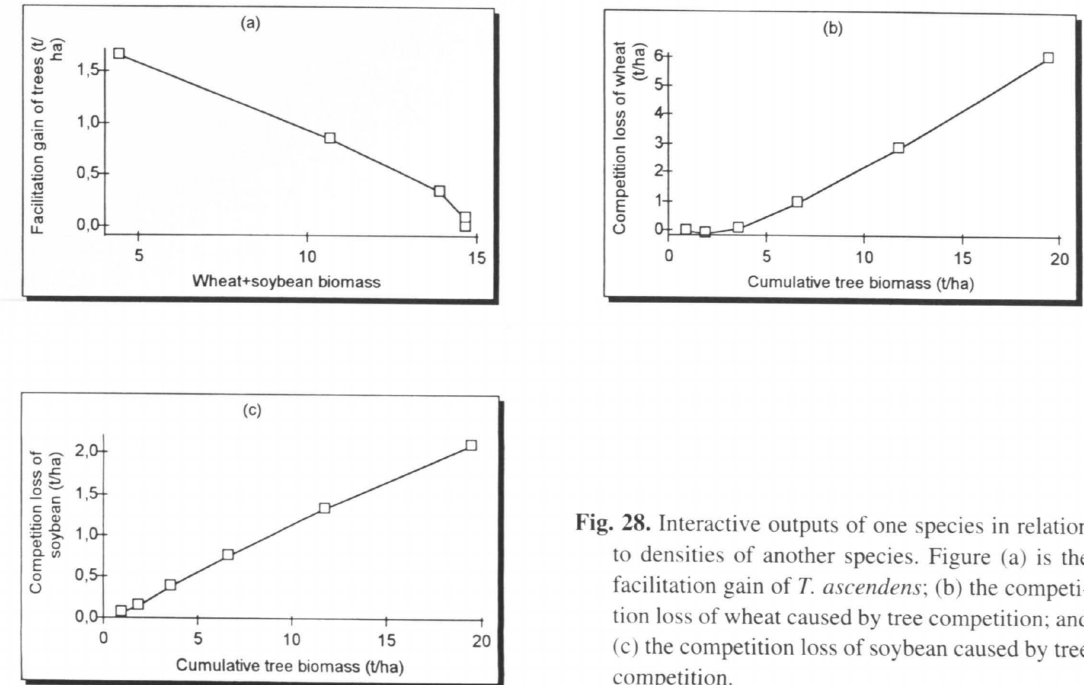 (a)
Facilitation gain of trees (t/
ha)
1,5
1,0
0,5
0,0
5
10
15
Wheat+soybean biomass
(b)
Competition loss of wheat
(t/ha)
6
5
4
3
2
1
0
0
5
10
15
20
Cumulative tree biomass (t/ha)
(c)
Competition loss of
soybean (t/ha)
2,0
1,5
1,0
0,5
0,0
0
5
10
15
20
Cumulative tree biomass (t/ha)
Fig. 28. Interactive outputs of one species in relation
to densities of another species. Figure (a) is the
facilitation gain of T. ascendens; (b) the competi-
tion loss of wheat caused by tree competition; and
(c) the competition loss of soybean caused by tree
competition.